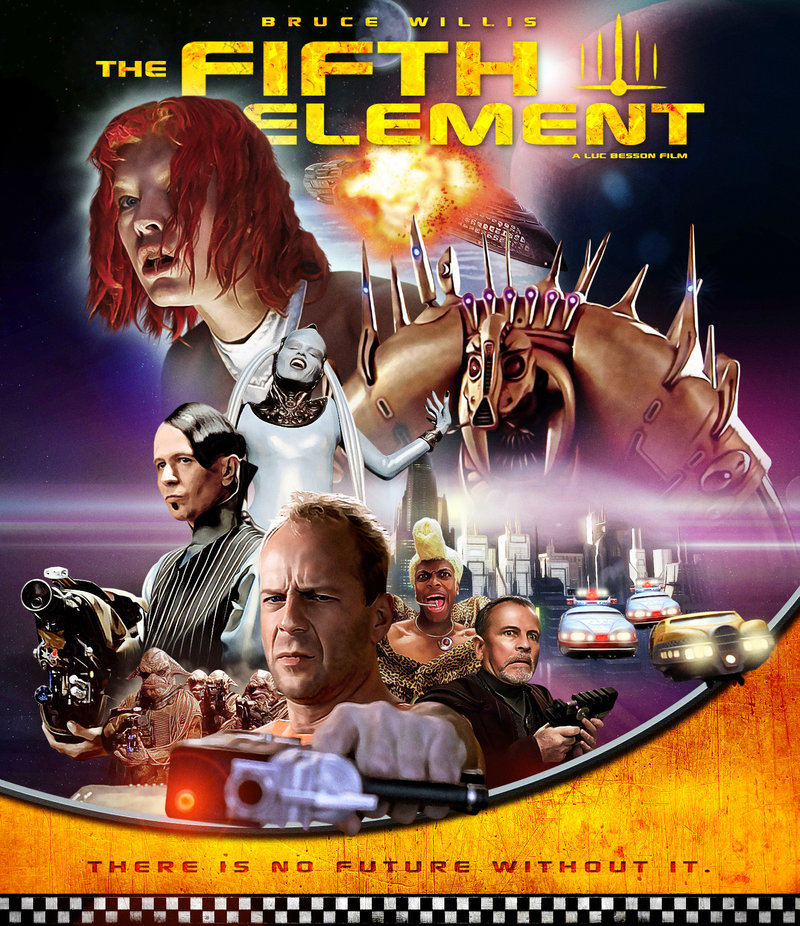 BRUCE WILLIS
THE FIFTH
ELEMENT
A LUC BESSON FILM
THERE IS NO FUTURE WITHOUT IT.